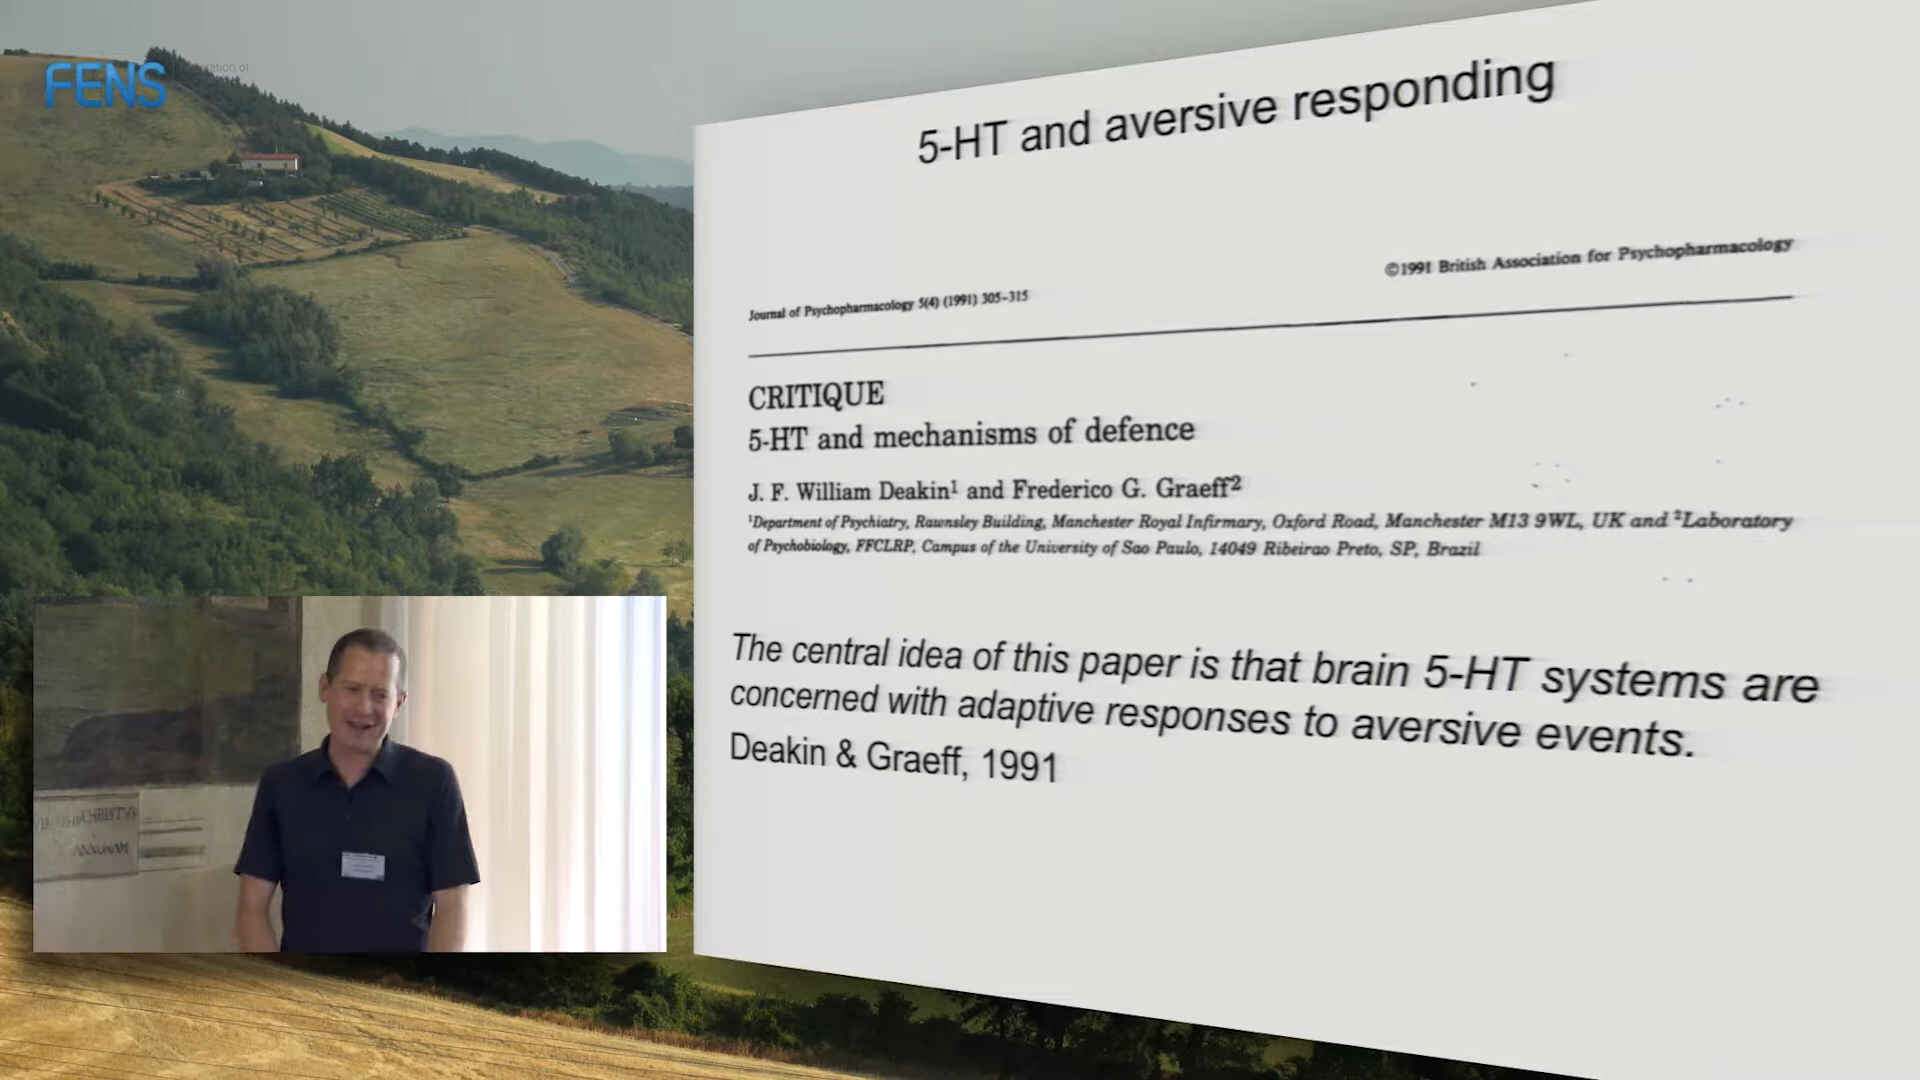 FENS
5-HT and aversive responding
©1991 British Association for Psychopharmacology
Journal of Psychopharmacology 5(4) (1991) 305-315
CRITIQUE
5-HT and mechanisms of defence
J. F. William Deakin¹ and Frederico G. Graeff²
¹Department of Psychiatry, Rawnsley Building, Manchester Royal Infirmary, Oxford Road, Manchester M13 9WL, UK and ²Laboratory
of Psychobiology, FFCLRP, Campus of the University of Sao Paulo, 14049 Ribeirao Preto, SP, Brazil
The central idea of this paper is that brain 5-HT systems are
concerned with adaptive responses to aversive events.
Deakin & Graeff, 1991
ANNONAM